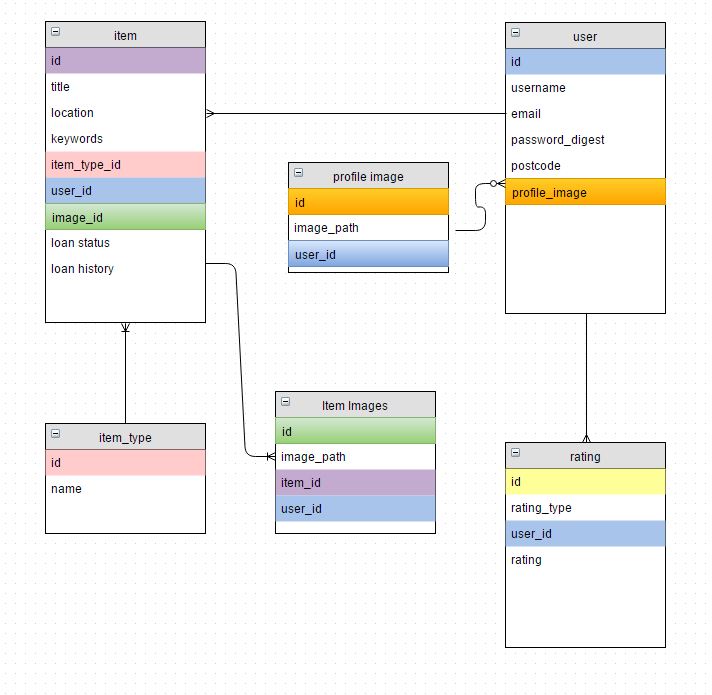 item
id
title
location
keywords
item_type_id
user_id
image_id
loan status
loan history
user
id
username
email
password_digest
postcode
profile_image
profile image
id
image_path
user_id
Item Images
id
image_path
item_id
user_id
item_type
id
name
rating
id
rating_type
user_id
rating